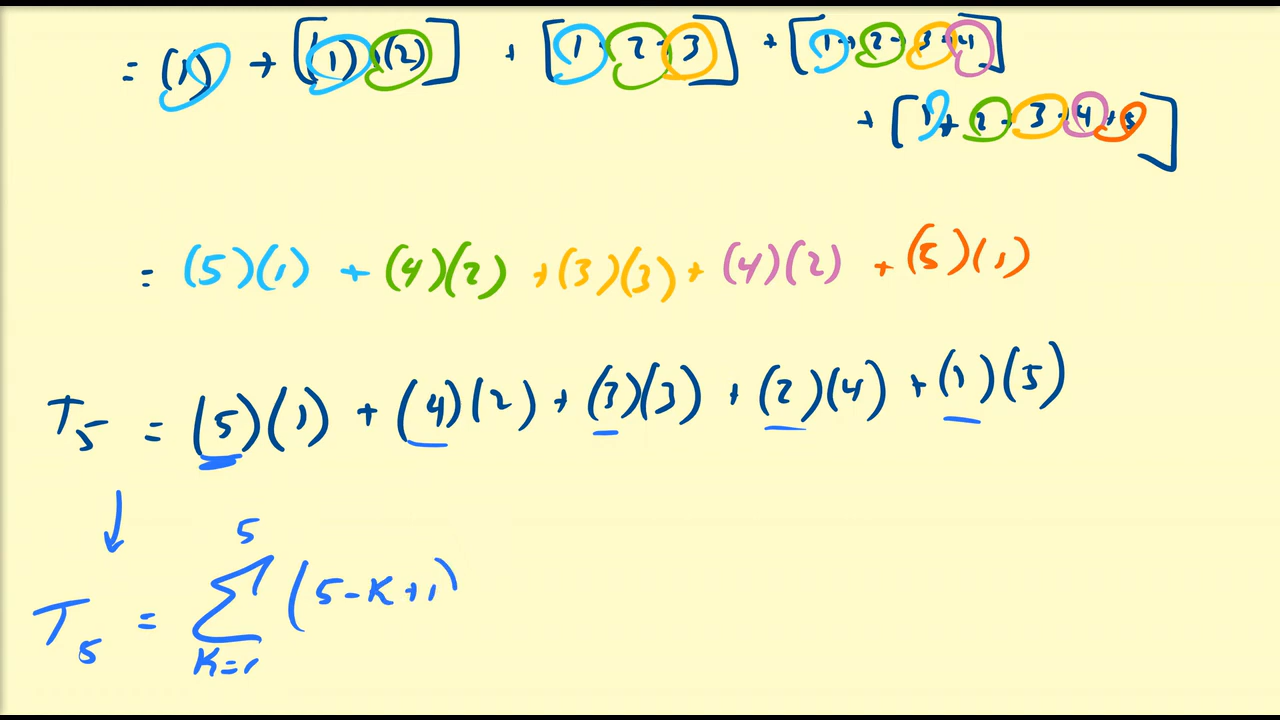 = (1) + [(1)+(2)] + [1+2+3] + [1+2+3+4]
+ [1+2+3+4+5]
= (5)(1) + (4)(2) + (3)(3) + (4)(2) + (5)(1)
T₅ = (5)(1) + (4)(2) + (3)(3) + (2)(4) + (1)(5)
↓
5
T₅ = Σ (5-K+1)
K=1